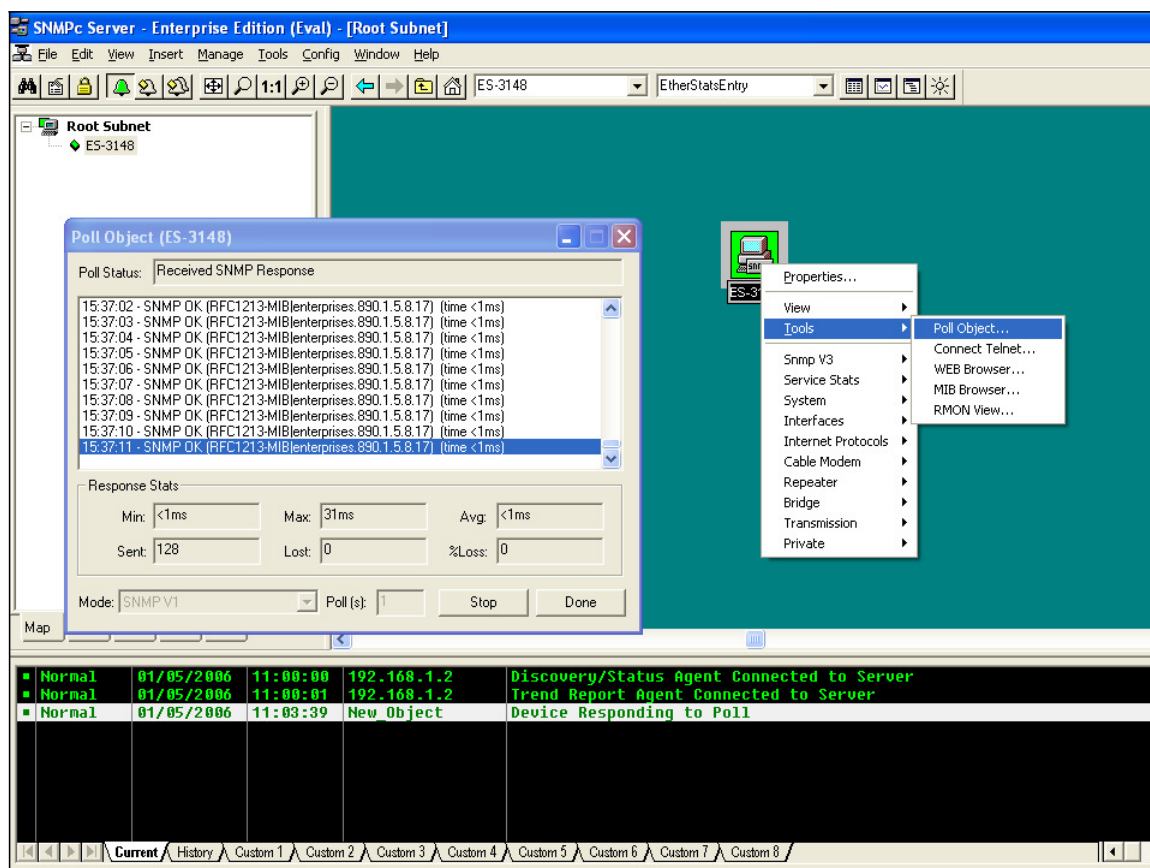 SNMPc Server - Enterprise Edition (Eval) - [Root Subnet]
File Edit View Insert Manage Tools Config Window Help
1:1 ES-3148 EtherStatsEntry
Root Subnet
ES-3148
Poll Object (ES-3148)
Poll Status: Received SNMP Response
15:37:02 - SNMP OK (RFC1213-MIB|enterprises.890.1.5.8.17) (time <1ms)
15:37:03 - SNMP OK (RFC1213-MIB|enterprises.890.1.5.8.17) (time <1ms)
15:37:04 - SNMP OK (RFC1213-MIB|enterprises.890.1.5.8.17) (time <1ms)
15:37:05 - SNMP OK (RFC1213-MIB|enterprises.890.1.5.8.17) (time <1ms)
15:37:06 - SNMP OK (RFC1213-MIB|enterprises.890.1.5.8.17) (time <1ms)
15:37:07 - SNMP OK (RFC1213-MIB|enterprises.890.1.5.8.17) (time <1ms)
15:37:08 - SNMP OK (RFC1213-MIB|enterprises.890.1.5.8.17) (time <1ms)
15:37:09 - SNMP OK (RFC1213-MIB|enterprises.890.1.5.8.17) (time <1ms)
15:37:10 - SNMP OK (RFC1213-MIB|enterprises.890.1.5.8.17) (time <1ms)
15:37:11 - SNMP OK (RFC1213-MIB|enterprises.890.1.5.8.17) (time <1ms)
Response Stats
Min: <1ms Max: 31ms Avg: <1ms
Sent: 128 Lost: 0 %Loss: 0
Mode: SNMP V1 Poll (s): 1 Stop Done
Map
Properties...
View
Tools
Snmp V3
Service Stats
System
Interfaces
Internet Protocols
Cable Modem
Repeater
Bridge
Transmission
Private
Poll Object...
Connect Telnet...
WEB Browser...
MIB Browser...
RMON View...
Normal 01/05/2006 11:00:00 192.168.1.2 Discovery/Status Agent Connected to Server
Normal 01/05/2006 11:00:01 192.168.1.2 Trend Report Agent Connected to Server
Normal 01/05/2006 11:03:39 New_Object Device Responding to Poll
Current History Custom 1 Custom 2 Custom 3 Custom 4 Custom 5 Custom 6 Custom 7 Custom 8